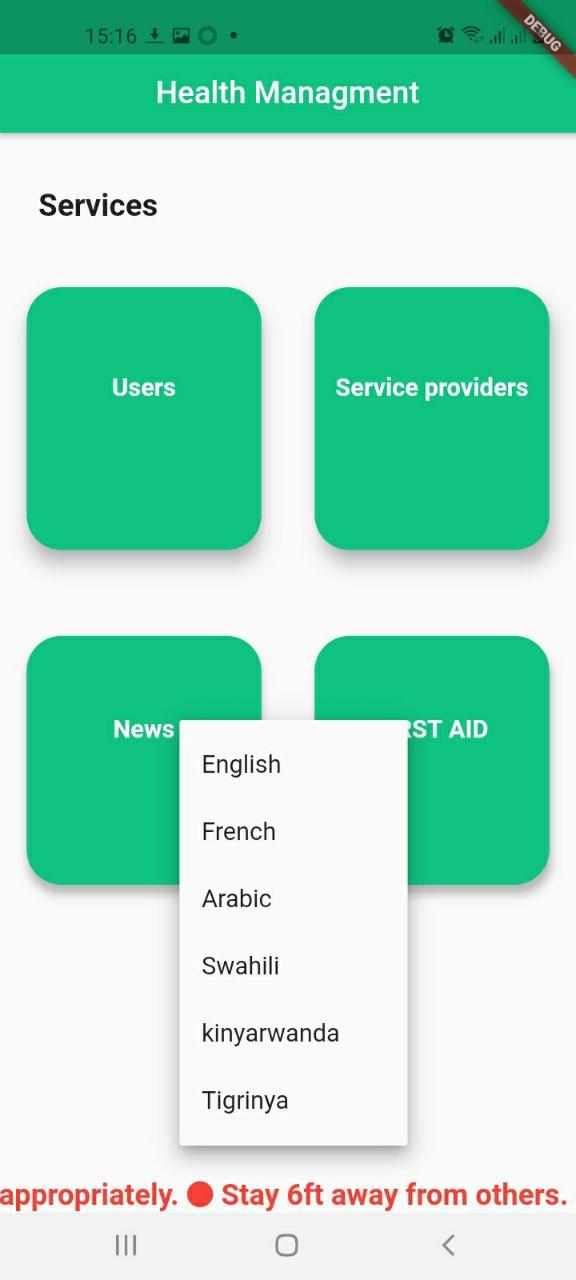 15:16
DEBUG
Health Managment
Services
Users
Service providers
News
RST AID
English
French
Arabic
Swahili
kinyarwanda
Tigrinya
appropriately. 🔴 Stay 6ft away from others.